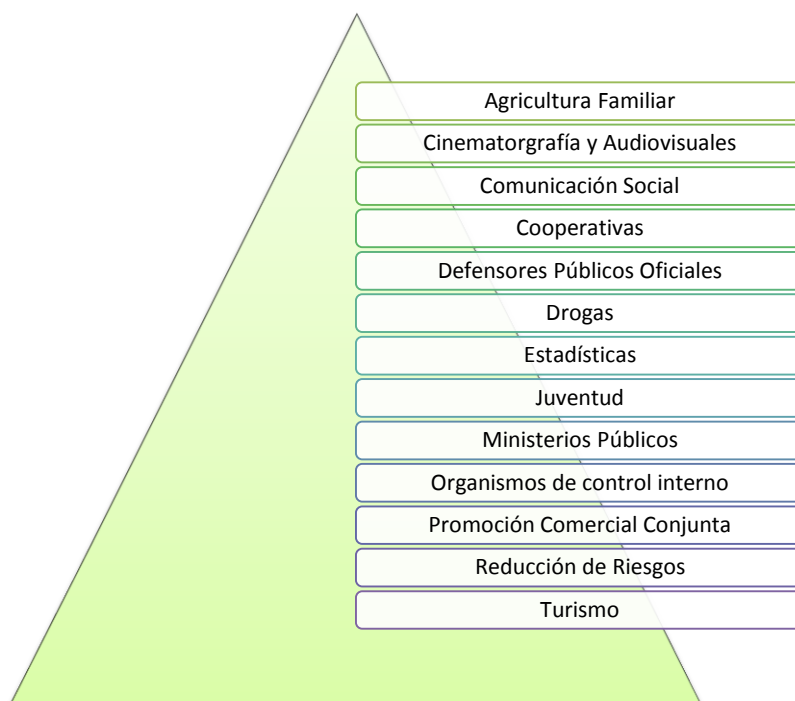 Agricultura Familiar
Cinematorgrafía y Audiovisuales
Comunicación Social
Cooperativas
Defensores Públicos Oficiales
Drogas
Estadísticas
Juventud
Ministerios Públicos
Organismos de control interno
Promoción Comercial Conjunta
Reducción de Riesgos
Turismo